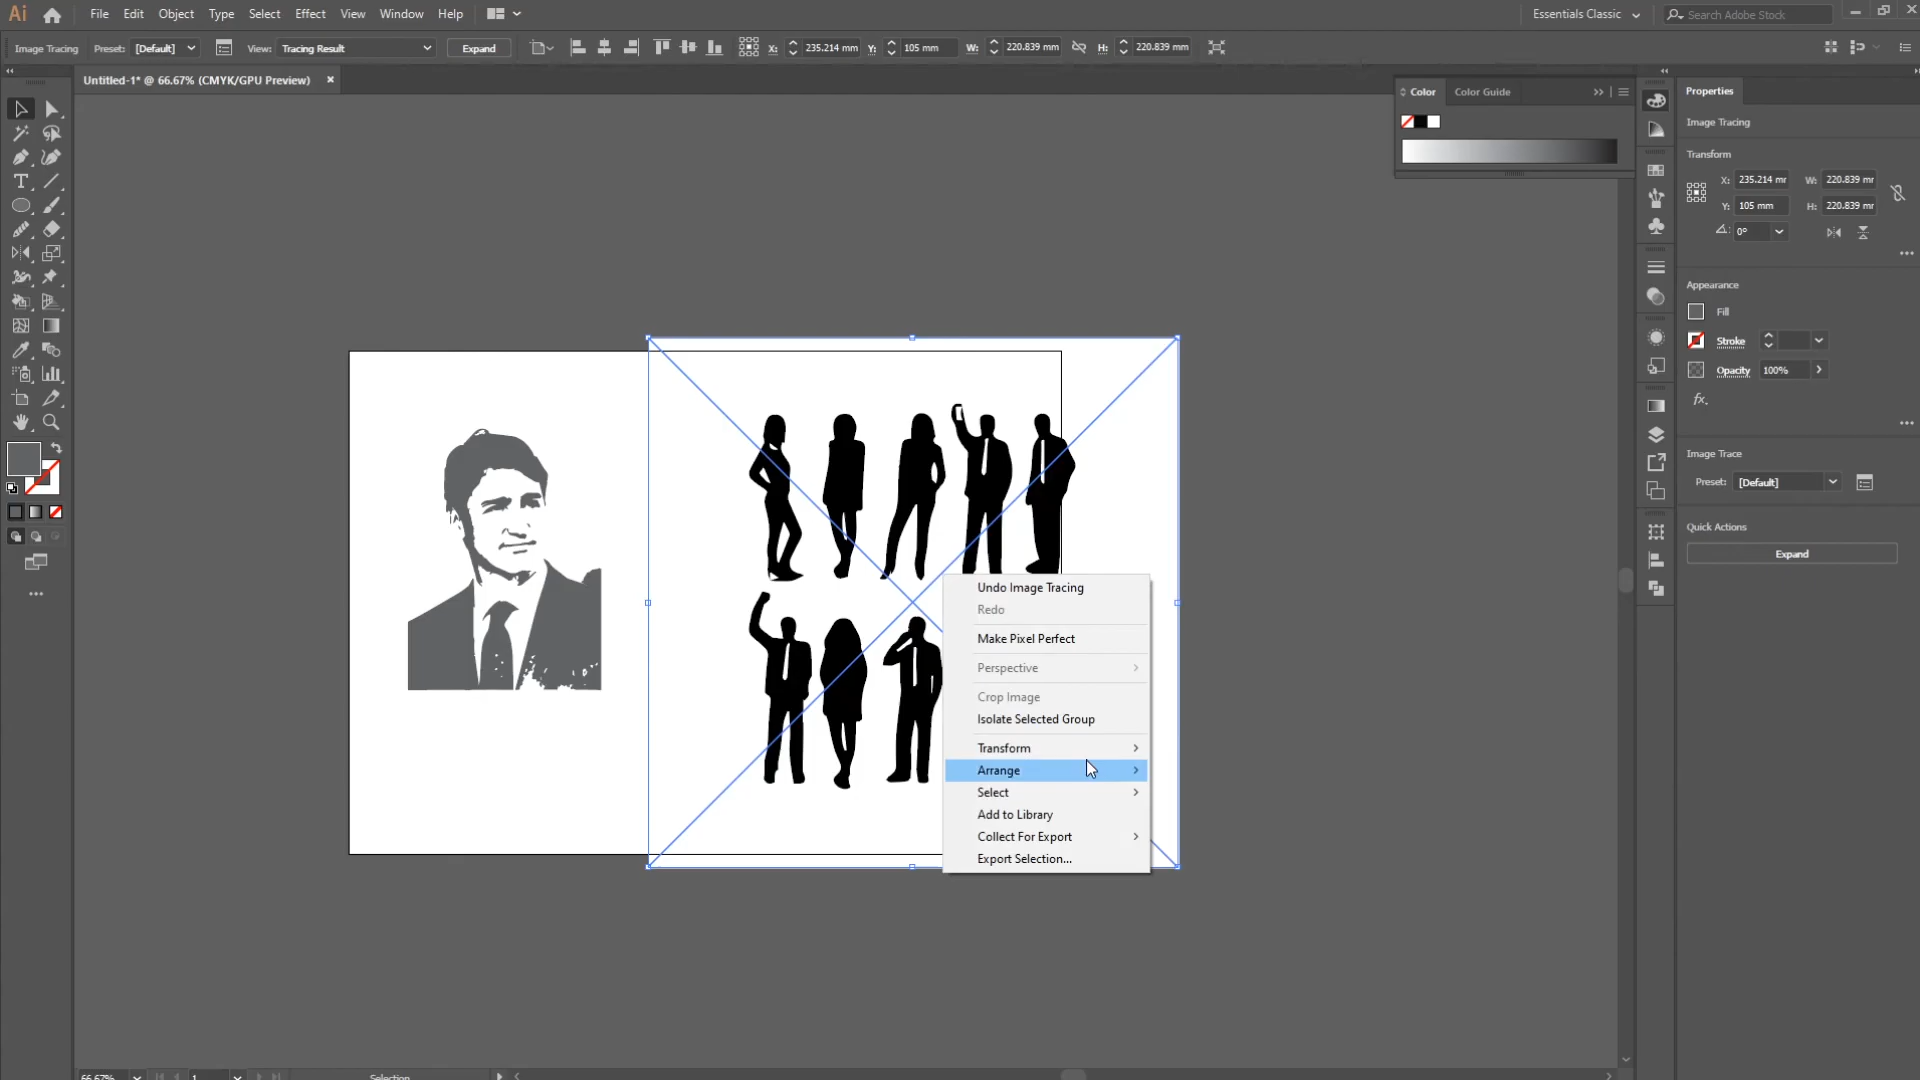 Ai File Edit Object Type Select Effect View Window Help Essentials Classic Search Adobe Stock
Image Tracing Preset: [Default] View: Tracing Result Expand X: 235.214 mm Y: 105 mm W: 220.839 mm H: 220.839 mm
Untitled-1* @ 66.67% (CMYK/GPU Preview)
Color Color Guide
Properties
Image Tracing
Transform
X: 235.214 mr W: 220.839 mr
Y: 105 mm H: 220.839 mr
0°
Appearance
Fill
Stroke
Opacity 100%
fx.
Image Trace
Preset: [Default]
Quick Actions
Expand
Undo Image Tracing
Redo
Make Pixel Perfect
Perspective
Crop Image
Isolate Selected Group
Transform
Arrange
Select
Add to Library
Collect For Export
Export Selection...
66.67% 1 Selection